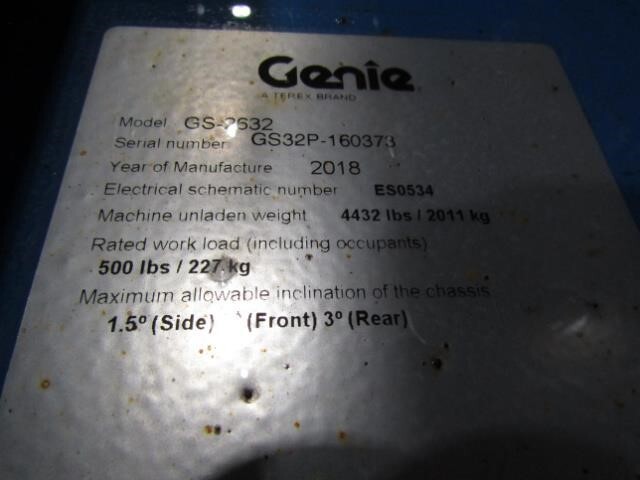 Genie
A TEREX BRAND
Model GS-2632
Serial number GS32P-160373
Year of Manufacture 2018
Electrical schematic number ES0534
Machine unladen weight 4432 lbs / 2011 kg
Rated work load (including occupants)
500 lbs / 227 kg
Maximum allowable inclination of the chassis
1.5º (Side) (Front) 3º (Rear)